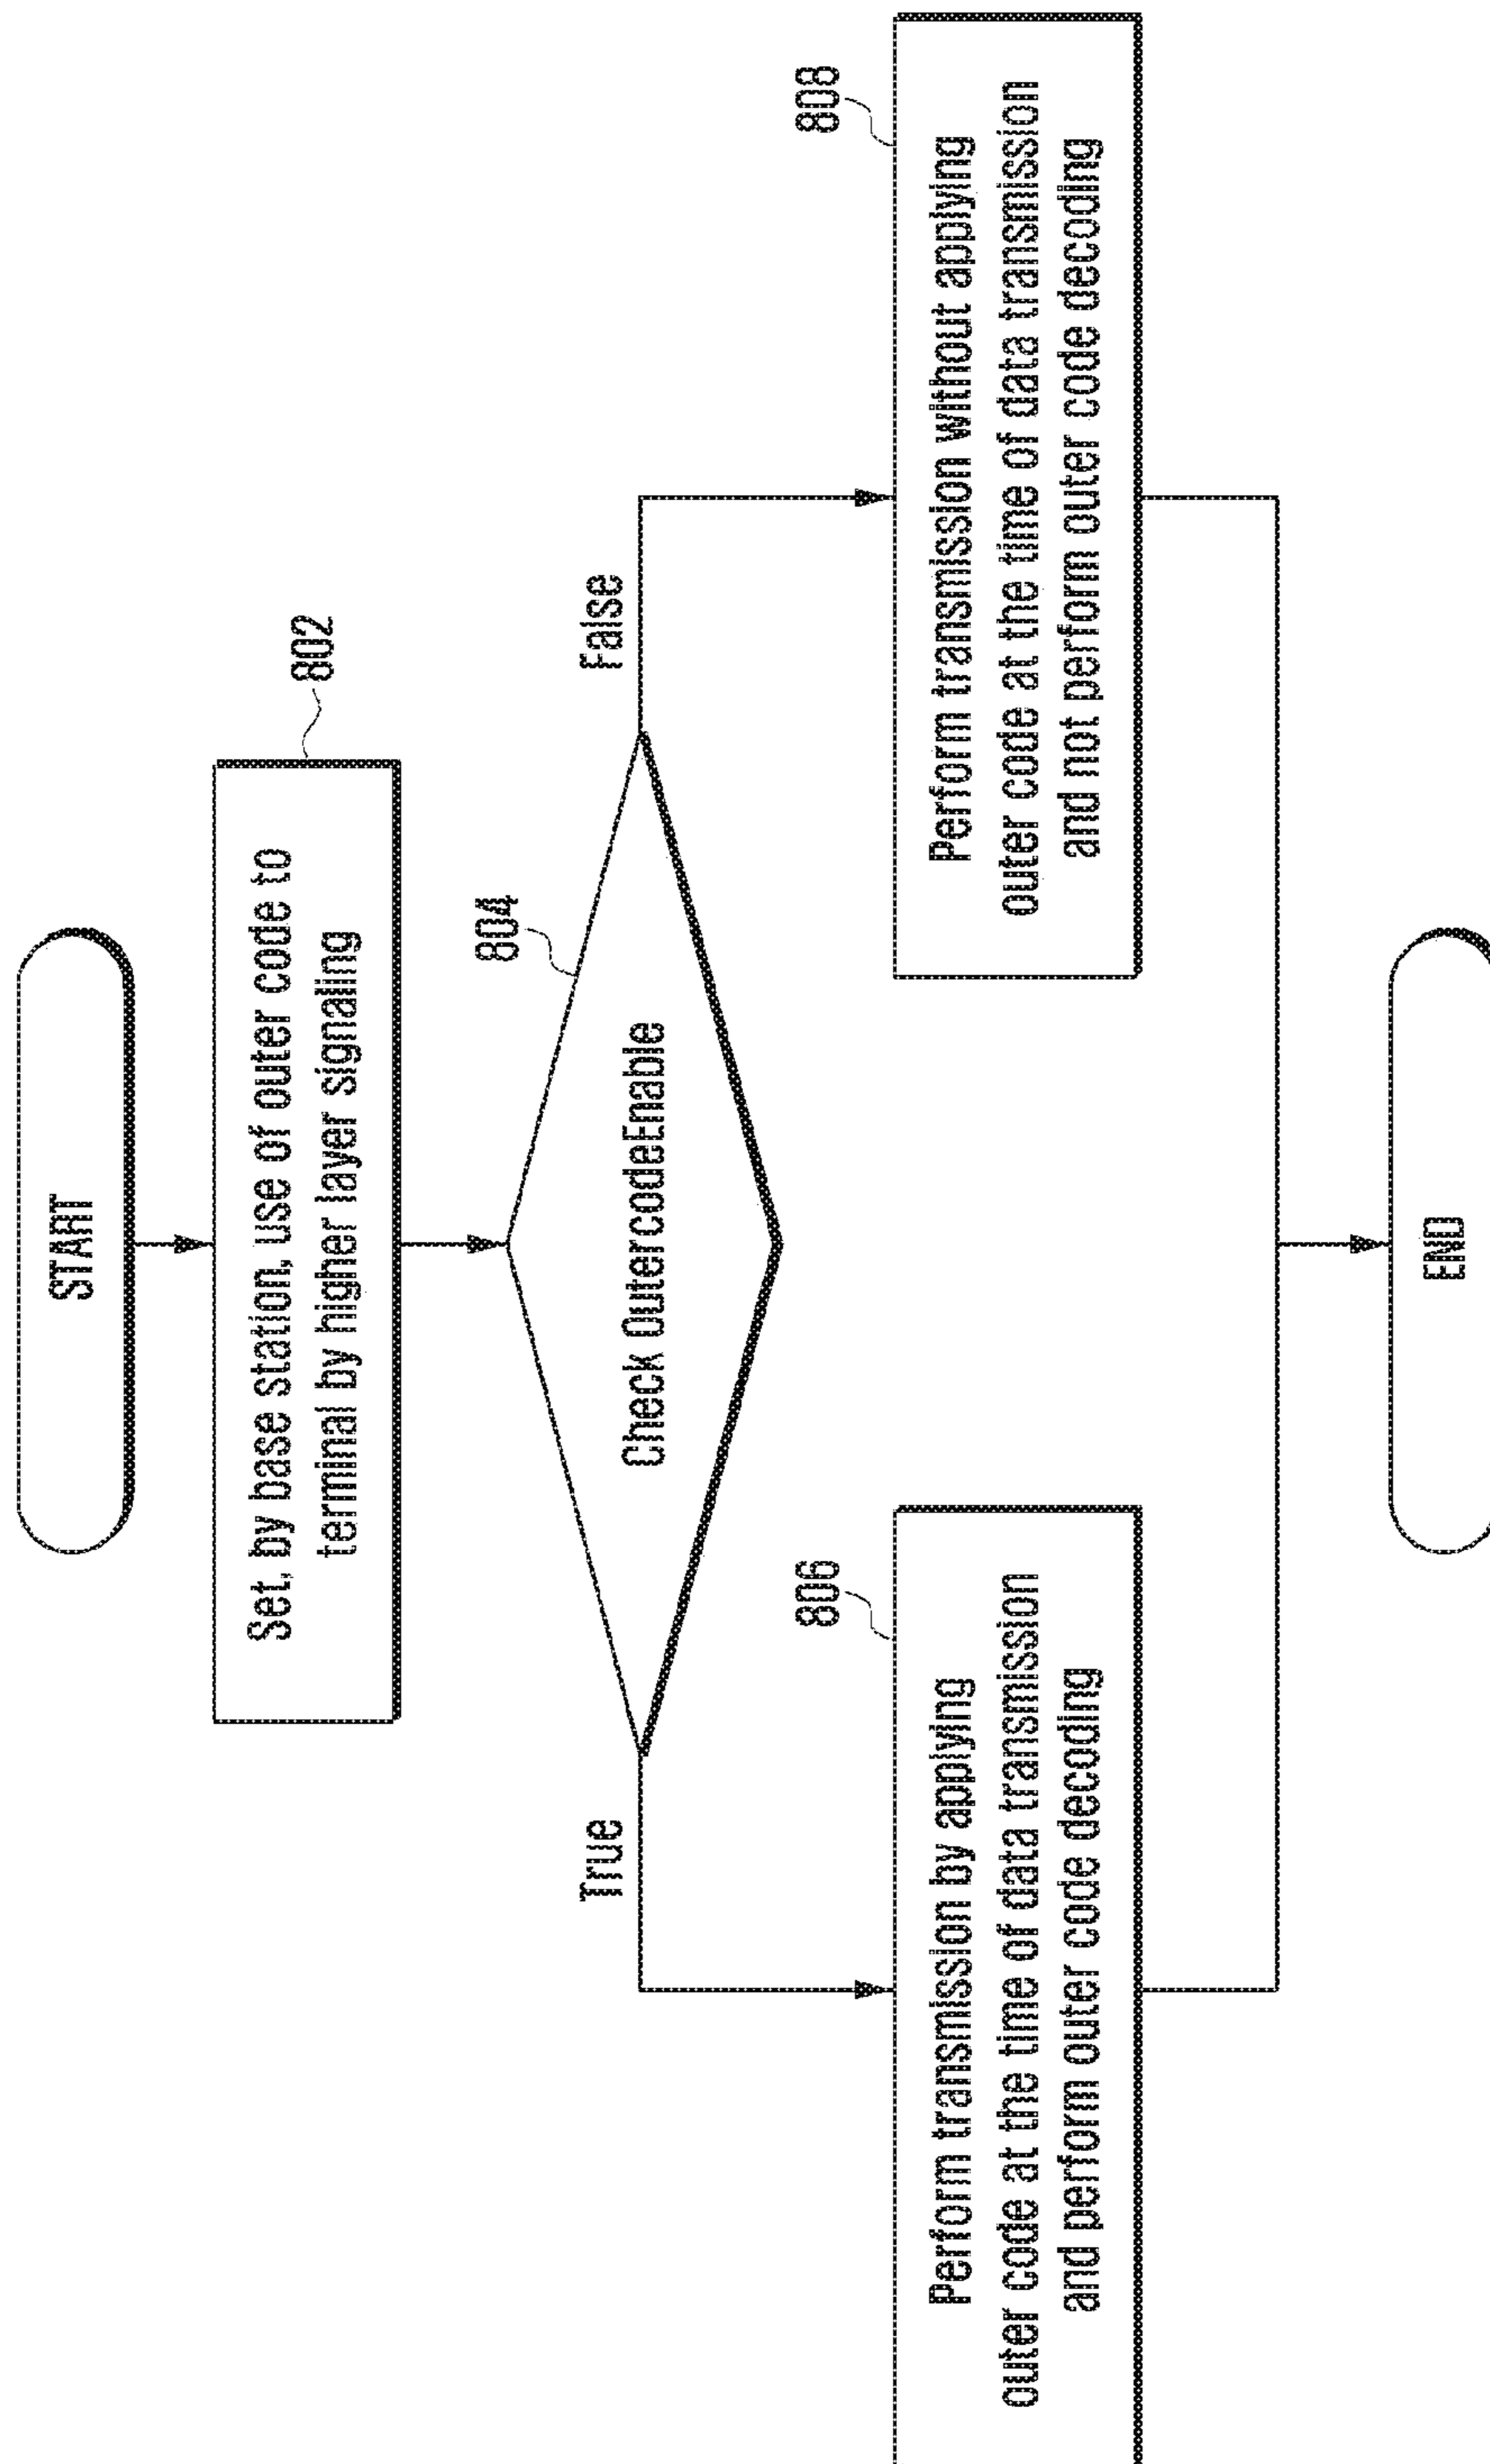 START
802
Set, by base station, use of outer code to
terminal by higher layer signaling
804
Check OutercodeEnable
True
False
806
Perform transmission by applying
outer code at the time of data transmission
and perform outer code decoding
808
Perform transmission without applying
outer code at the time of data transmission
and not perform outer code decoding
END